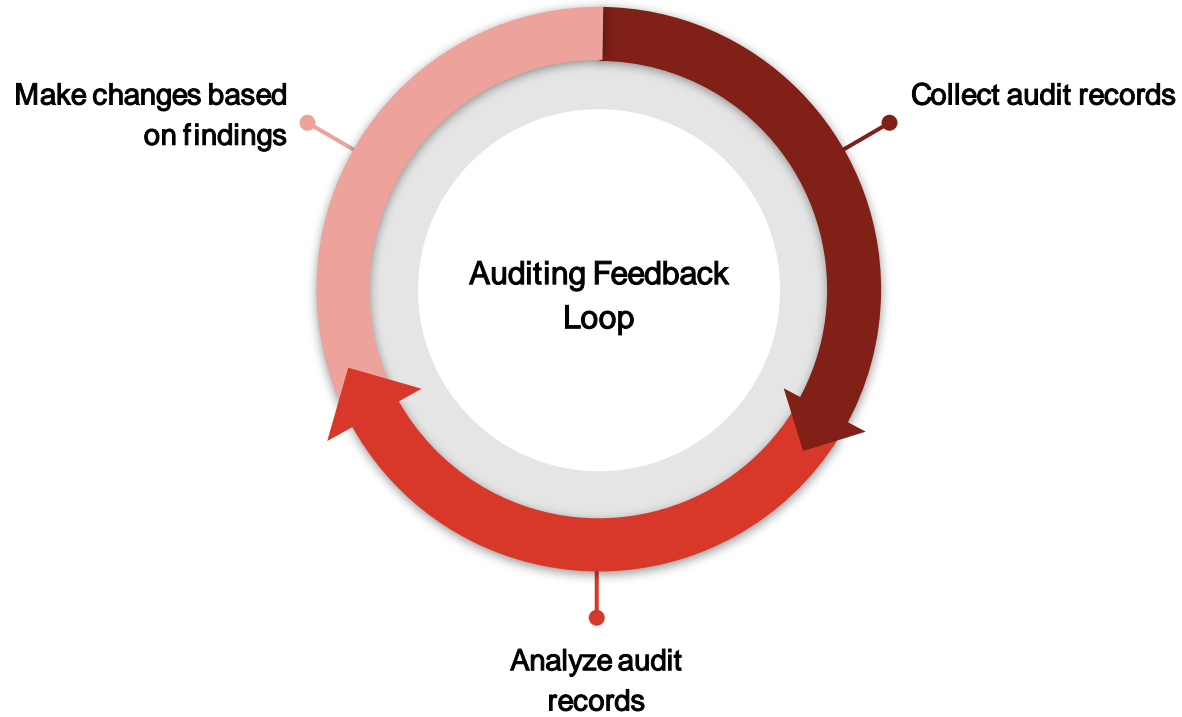 Make changes based
on findings
Collect audit records
Auditing Feedback
Loop
Analyze audit
records